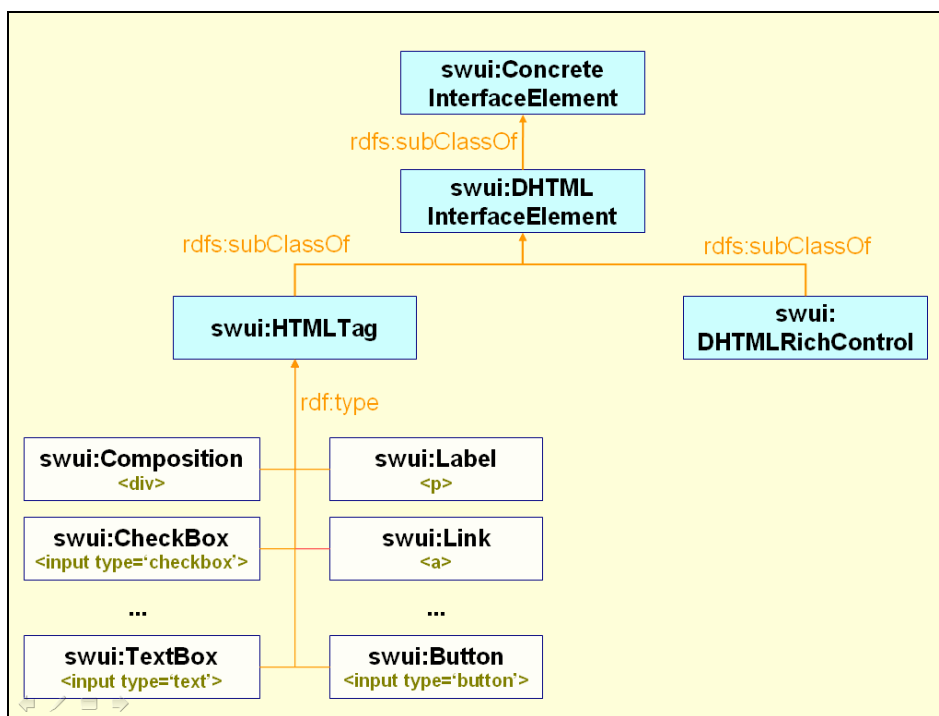 swui:Concrete
InterfaceElement
rdfs:subClassOf
swui:DHTML
InterfaceElement
rdfs:subClassOf
rdfs:subClassOf
swui:HTMLTag
swui:
DHTMLRichControl
rdf:type
swui:Composition
<div>
swui:Label
<p>
swui:CheckBox
<input type=‘checkbox’>
swui:Link
<a>
...
...
swui:TextBox
<input type=‘text’>
swui:Button
<input type=‘button’>